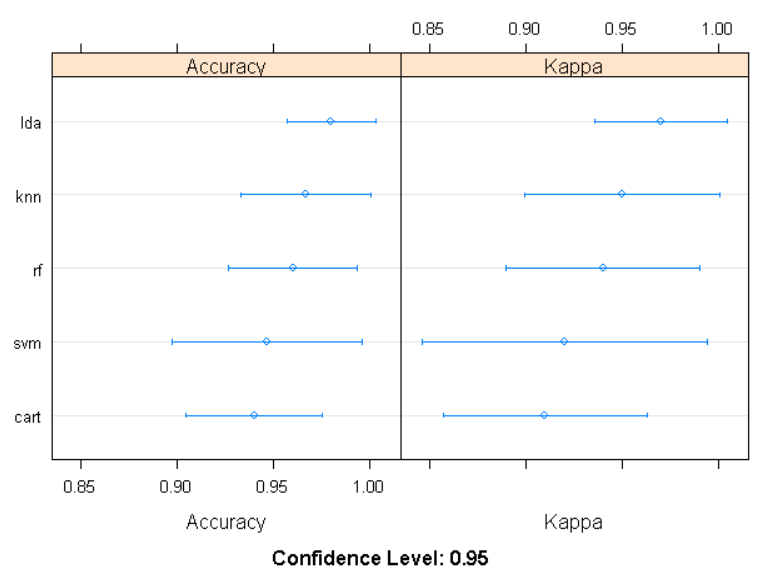 0.85 0.90 0.95 1.00
Accuracy Kappa
lda
knn
rf
svm
cart
0.85 0.90 0.95 1.00
Accuracy Kappa
Confidence Level: 0.95